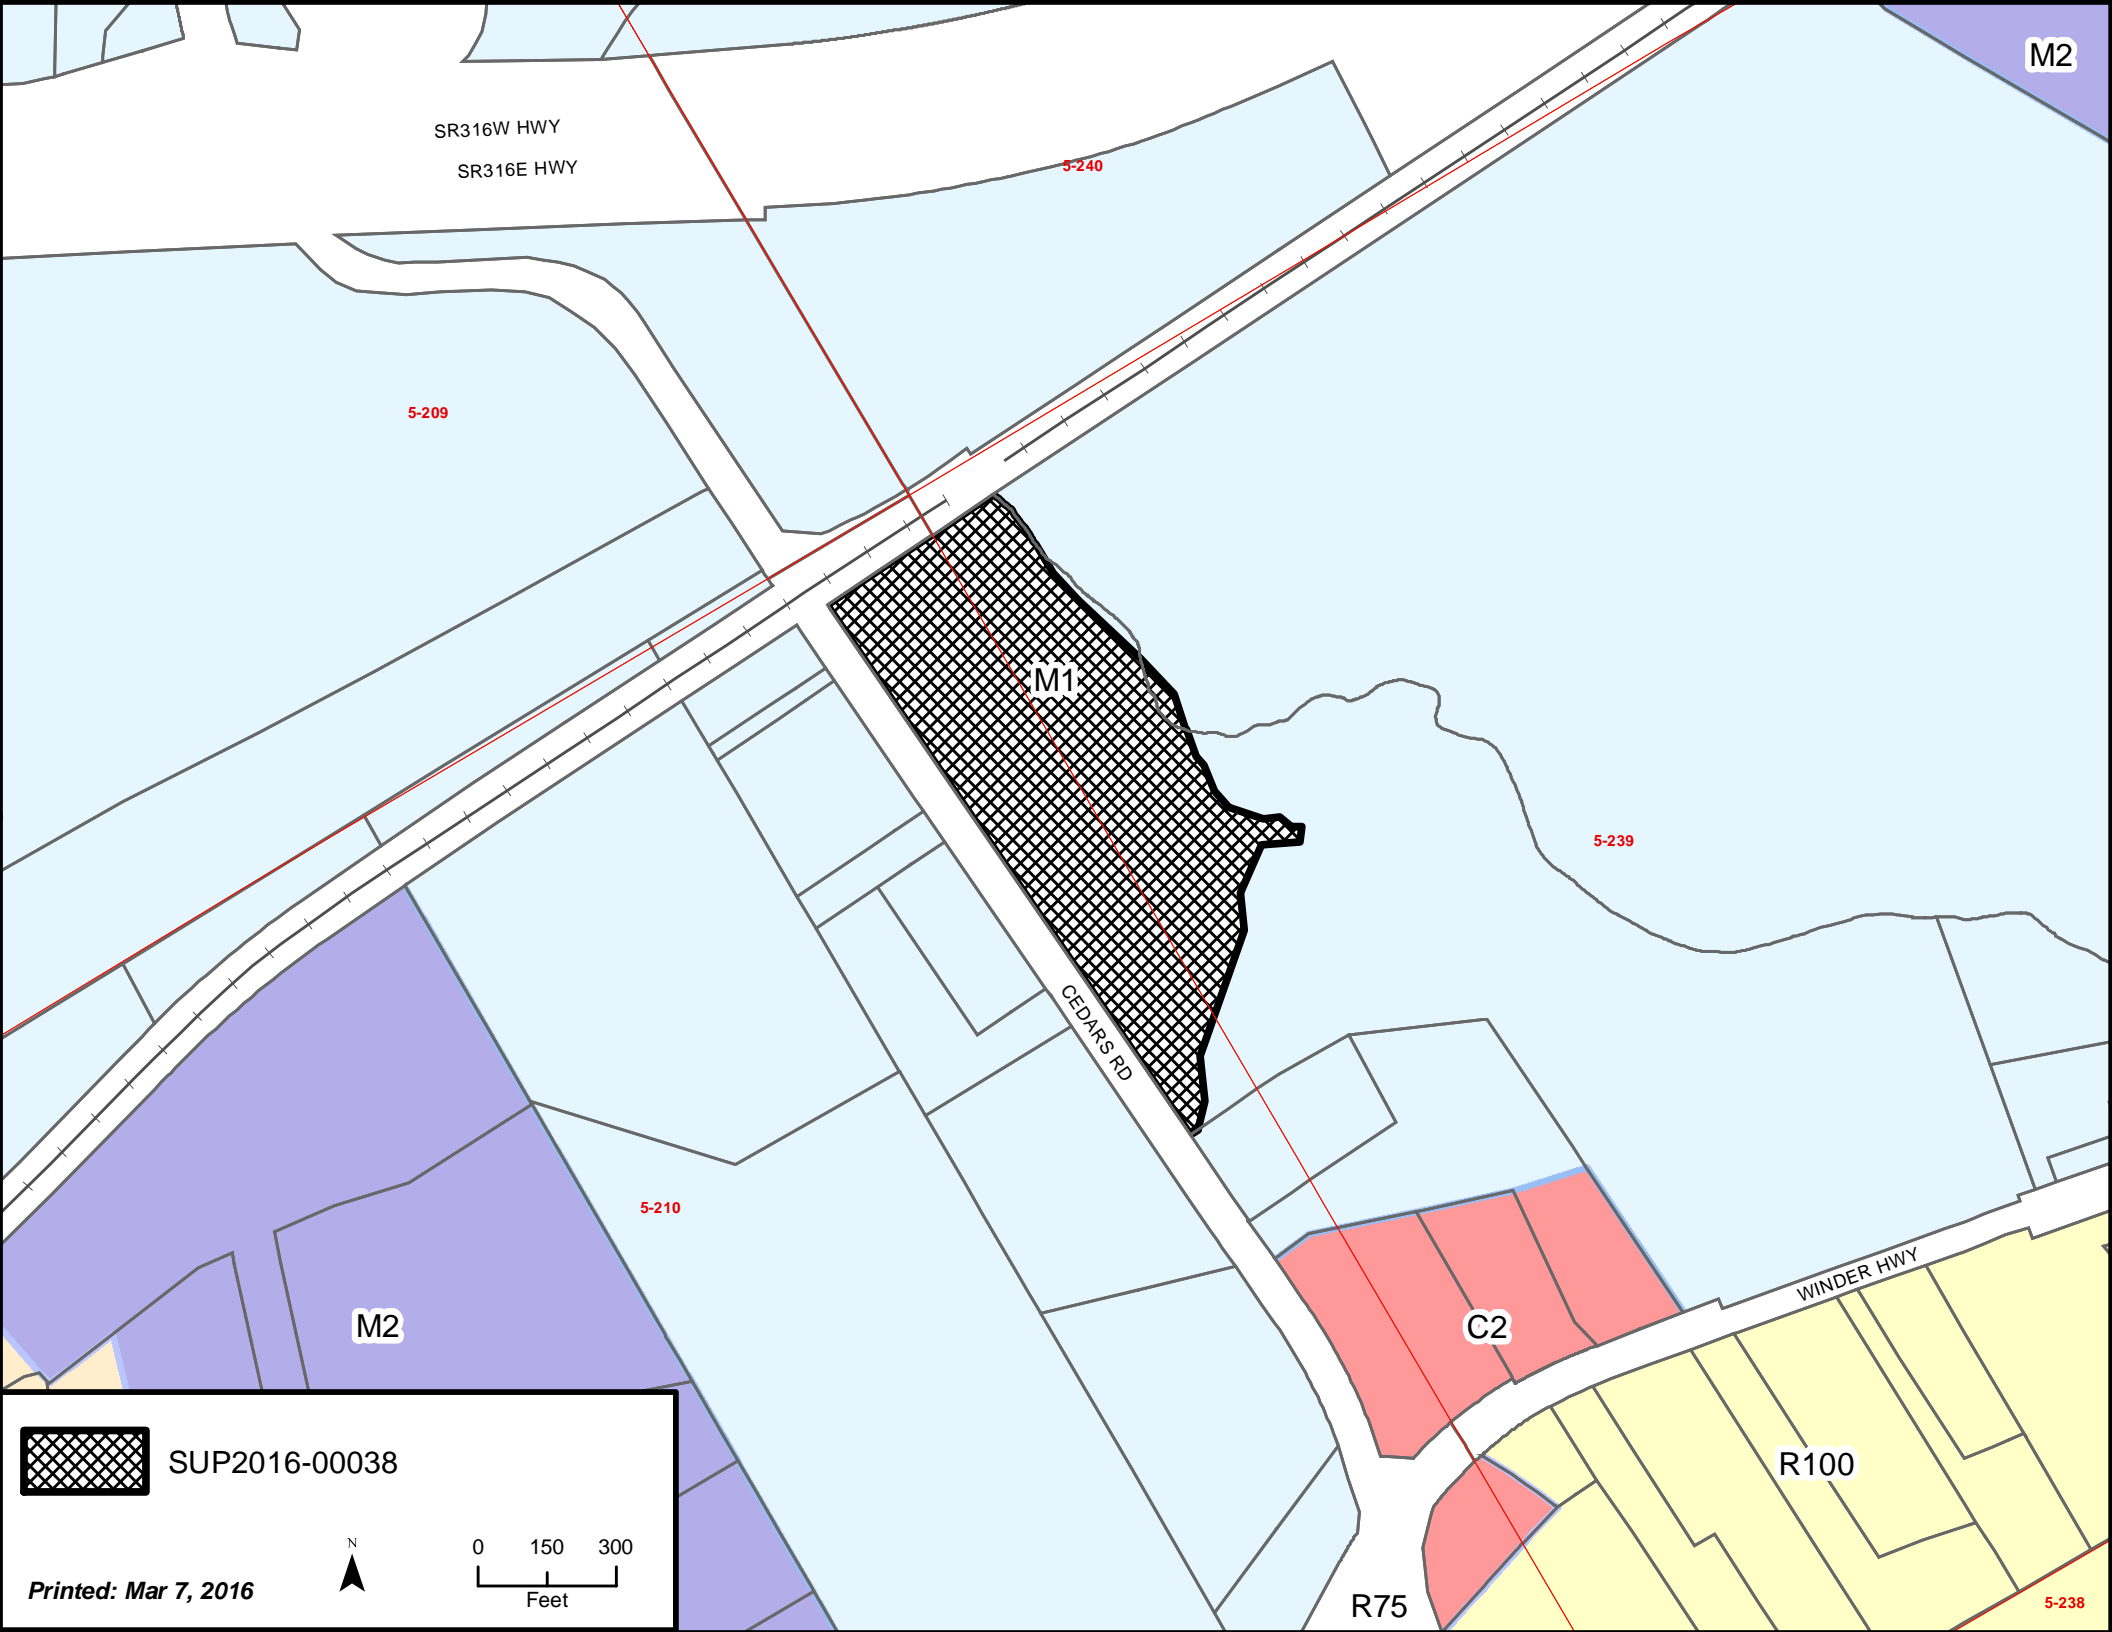 M2
SR316W HWY
SR316E HWY
5-240
5-209
M1
5-239
CEDARS RD
5-210
WINDER HWY
M2
C2
R100
SUP2016-00038
N
0 150 300
Feet
Printed: Mar 7, 2016
R75
5-238